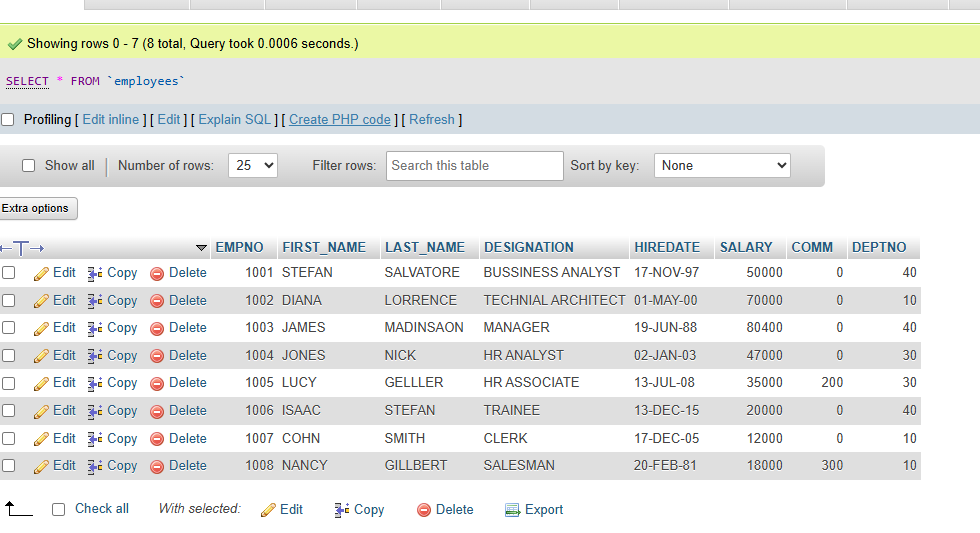 Showing rows 0 - 7 (8 total, Query took 0.0006 seconds.)
SELECT * FROM `employees`
Profiling [ Edit inline ] [ Edit ] [ Explain SQL ] [ Create PHP code ] [ Refresh ]
Show all Number of rows: 25 Filter rows: Search this table Sort by key: None
Extra options
EMPNO FIRST_NAME LAST_NAME DESIGNATION HIREDATE SALARY COMM DEPTNO
Edit Copy Delete 1001 STEFAN SALVATORE BUSSINESS ANALYST 17-NOV-97 50000 0 40
Edit Copy Delete 1002 DIANA LORRENCE TECHNIAL ARCHITECT 01-MAY-00 70000 0 10
Edit Copy Delete 1003 JAMES MADINSAON MANAGER 19-JUN-88 80400 0 40
Edit Copy Delete 1004 JONES NICK HR ANALYST 02-JAN-03 47000 0 30
Edit Copy Delete 1005 LUCY GELLLER HR ASSOCIATE 13-JUL-08 35000 200 30
Edit Copy Delete 1006 ISAAC STEFAN TRAINEE 13-DEC-15 20000 0 40
Edit Copy Delete 1007 COHN SMITH CLERK 17-DEC-05 12000 0 10
Edit Copy Delete 1008 NANCY GILLBERT SALESMAN 20-FEB-81 18000 300 10
Check all With selected: Edit Copy Delete Export